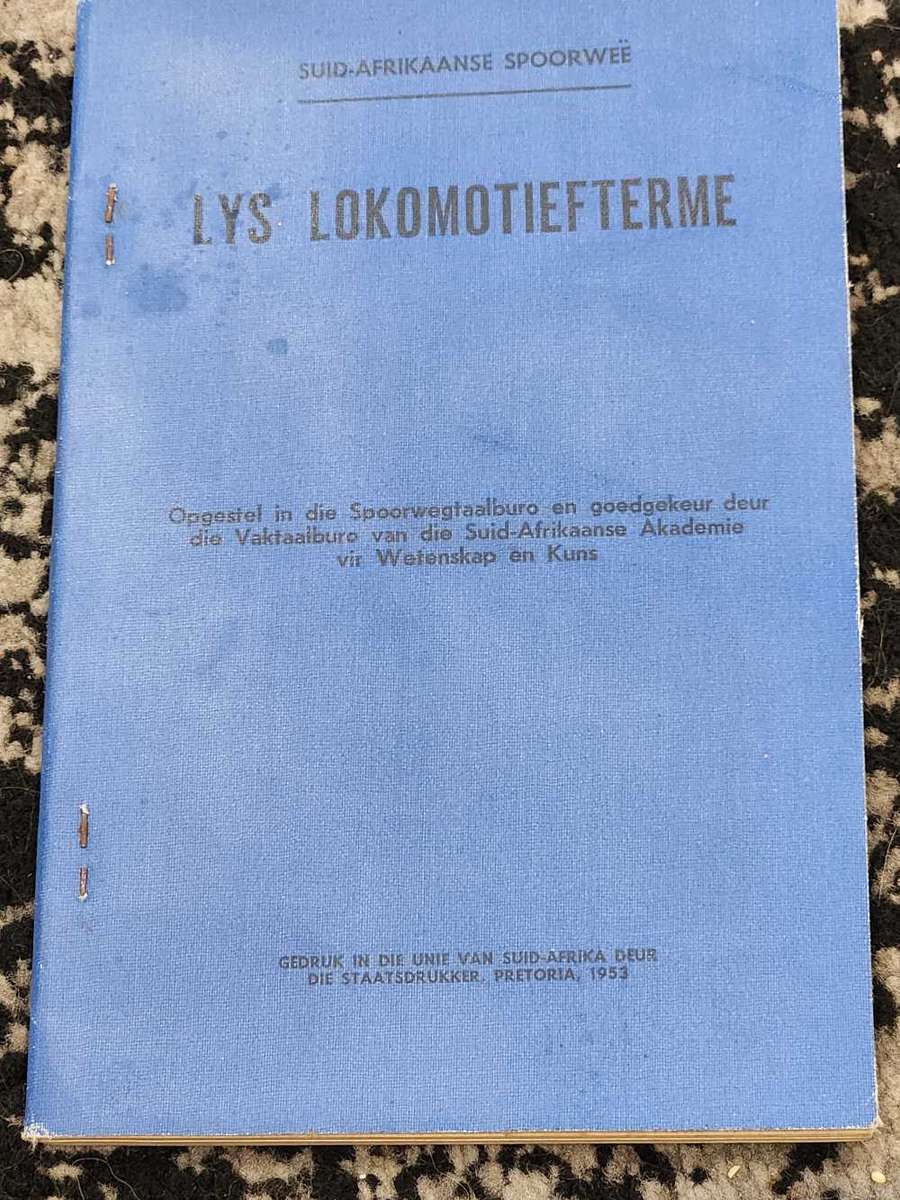 SUID-AFRIKAANSE SPOORWEË
LYS LOKOMOTIEFTERME
Opgestel in die Spoorwegtaalburo en goedgekeur deur
die Vaktaalburo van die Suid-Afrikaanse Akademie
vir Wetenskap en Kuns
GEDRUK IN DIE UNIE VAN SUID-AFRIKA DEUR
DIE STAATSDRUKKER, PRETORIA, 1953